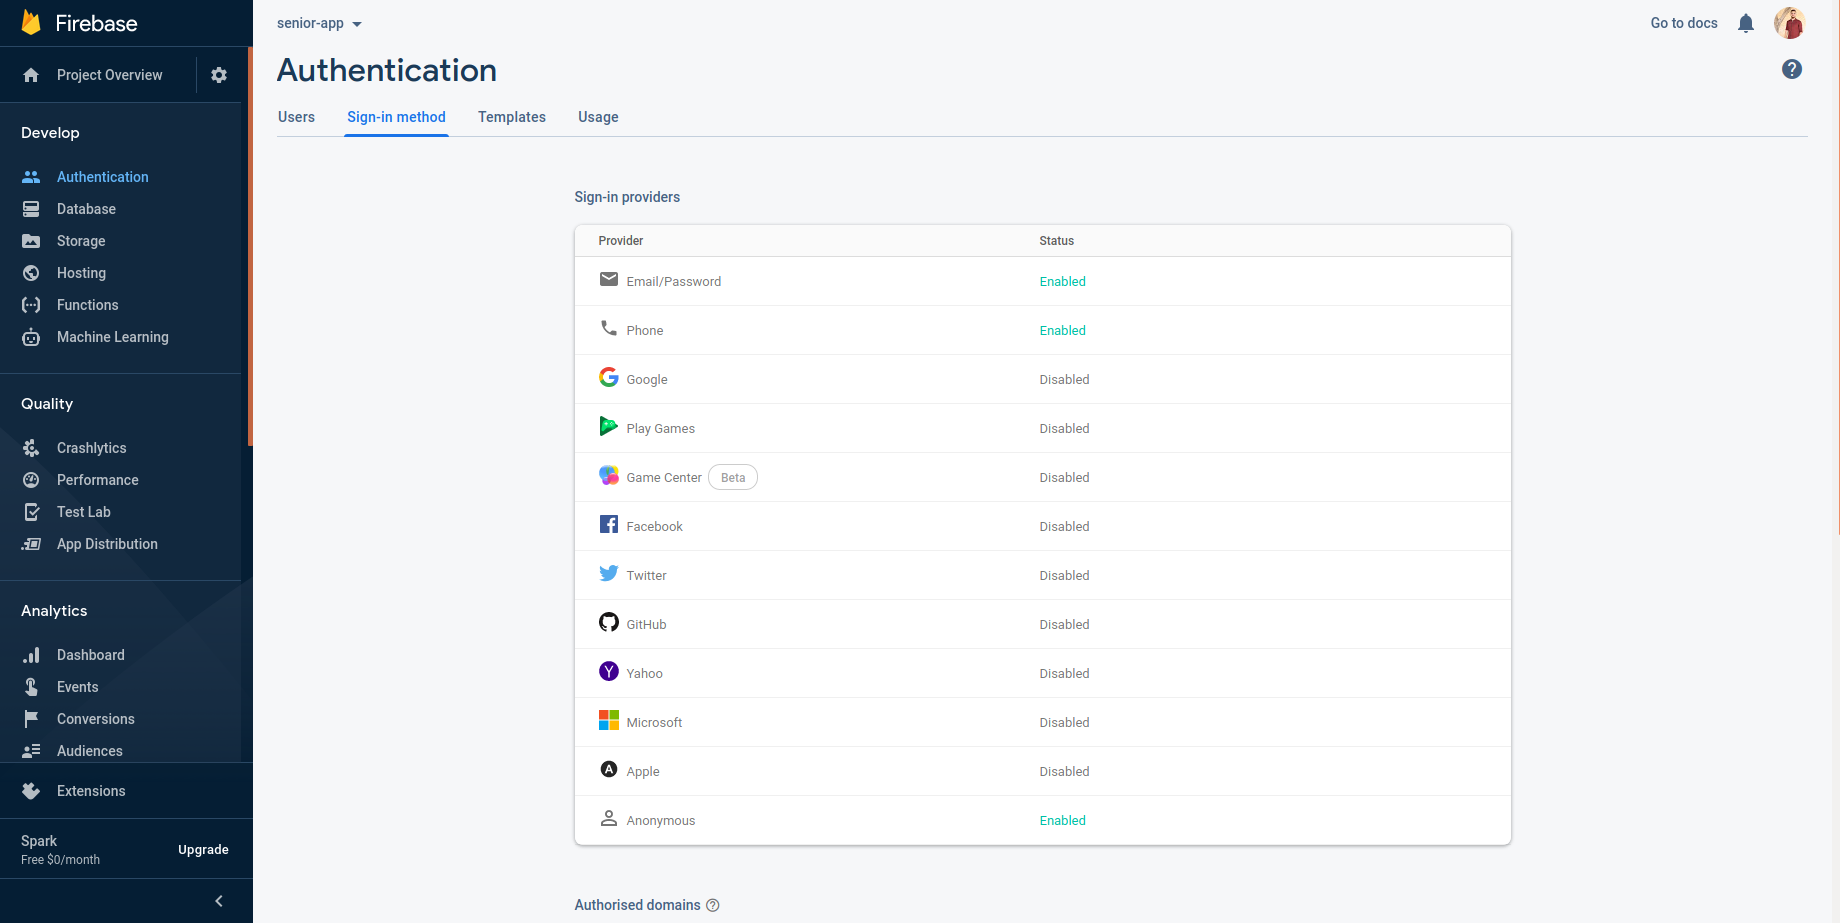 Firebase
Project Overview
Develop
Authentication
Database
Storage
Hosting
Functions
Machine Learning
Quality
Crashlytics
Performance
Test Lab
App Distribution
Analytics
Dashboard
Events
Conversions
Audiences
Extensions
Spark
Free $0/month
Upgrade
senior-app
Go to docs
Authentication
Users Sign-in method Templates Usage
Sign-in providers
Provider Status
Email/Password Enabled
Phone Enabled
Google Disabled
Play Games Disabled
Game Center Beta Disabled
Facebook Disabled
Twitter Disabled
GitHub Disabled
Yahoo Disabled
Microsoft Disabled
Apple Disabled
Anonymous Enabled
Authorised domains